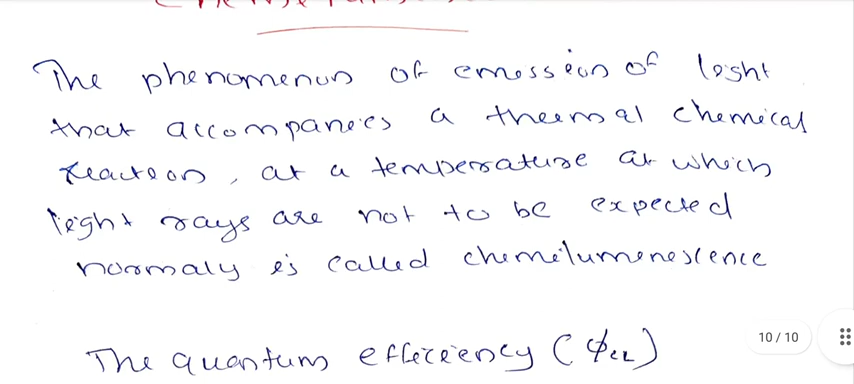 The phenomenon of emission of light
that accompanies a thermal chemical
reaction, at a temperature at which
light rays are not to be expected
normaly is called chemiluminescence
The quantum efficiency (ϕCL)
10 / 10